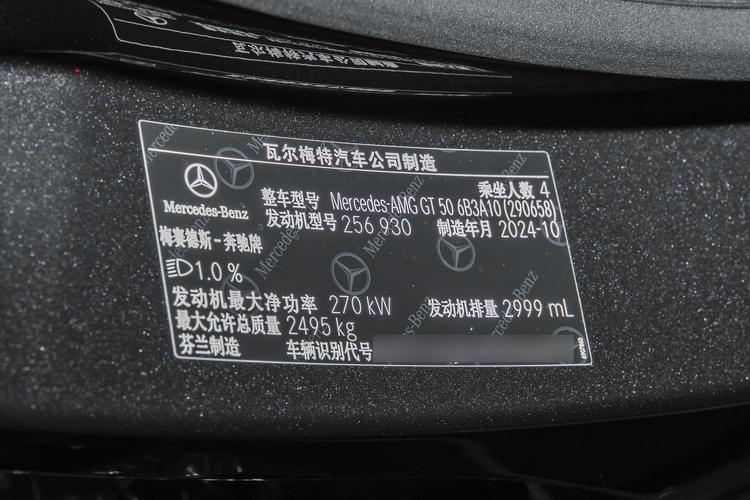 瓦尔梅特汽车公司制造
乘坐人数 4
整车型号 Mercedes-AMG GT 50 6B3A10 (290658)
Mercedes-Benz
发动机型号 256 930 制造年月 2024-10
梅赛德斯-奔驰牌
1.0 %
发动机最大净功率 270 kW 发动机排量 2999 mL
最大允许总质量 2495 kg
芬兰制造 车辆识别代号